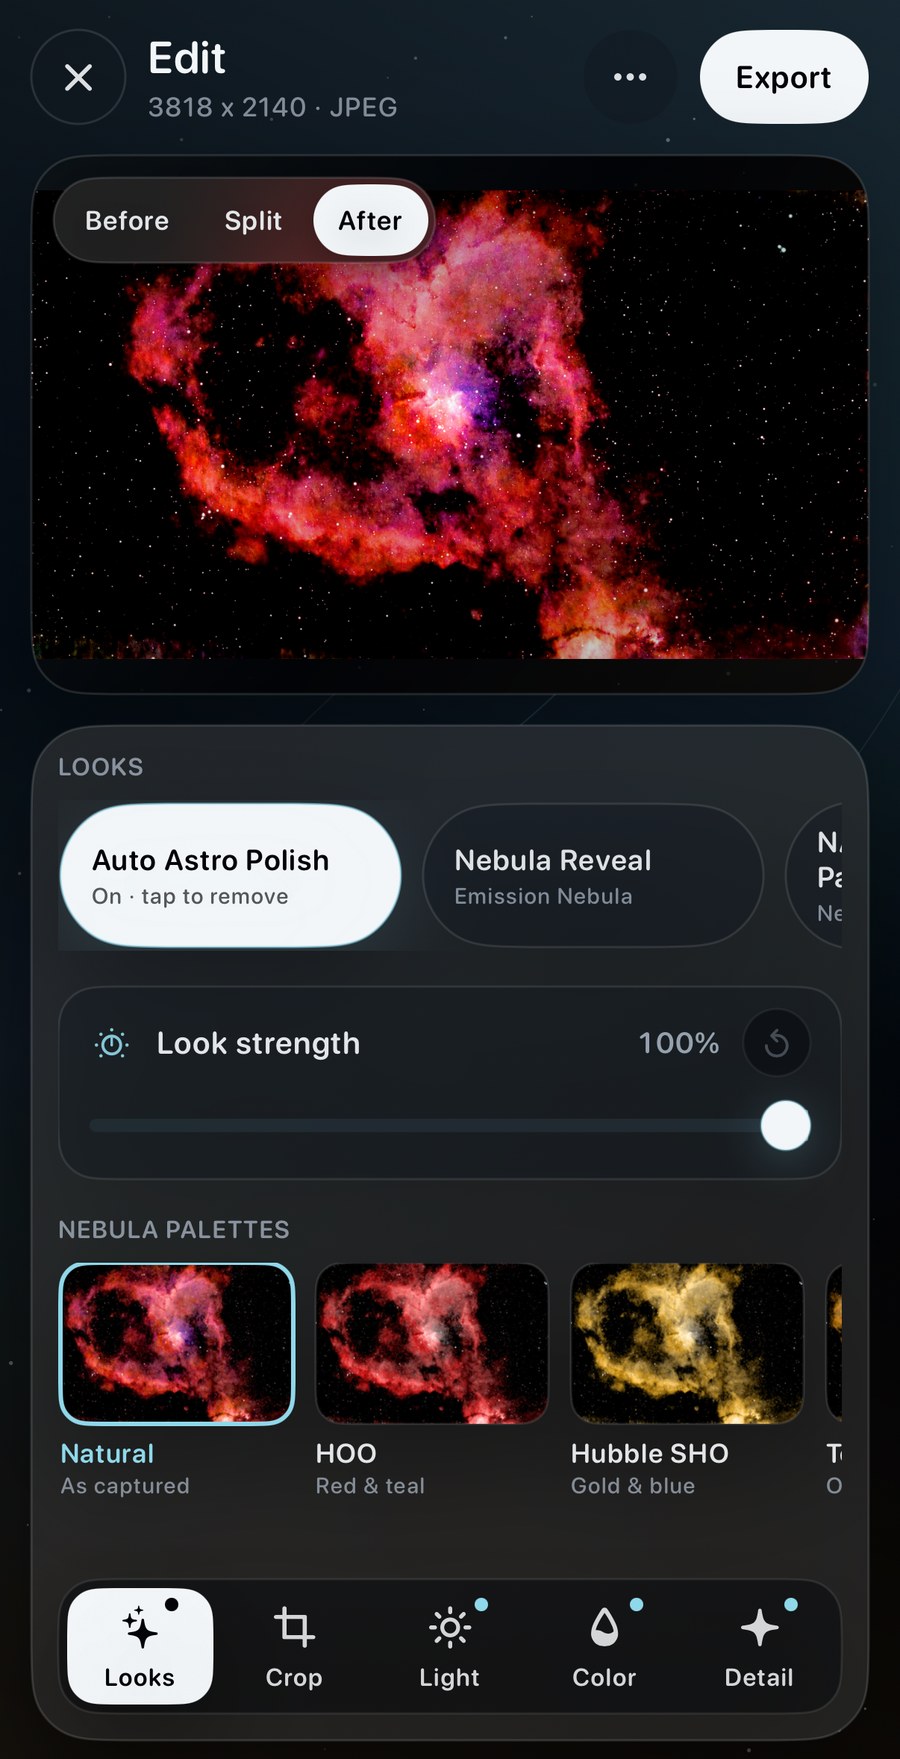 Edit
3818 x 2140 · JPEG
Export
Before
Split
After
LOOKS
Auto Astro Polish
On · tap to remove
Nebula Reveal
Emission Nebula
Look strength
100%
NEBULA PALETTES
Natural
As captured
HOO
Red & teal
Hubble SHO
Gold & blue
Looks
Crop
Light
Color
Detail